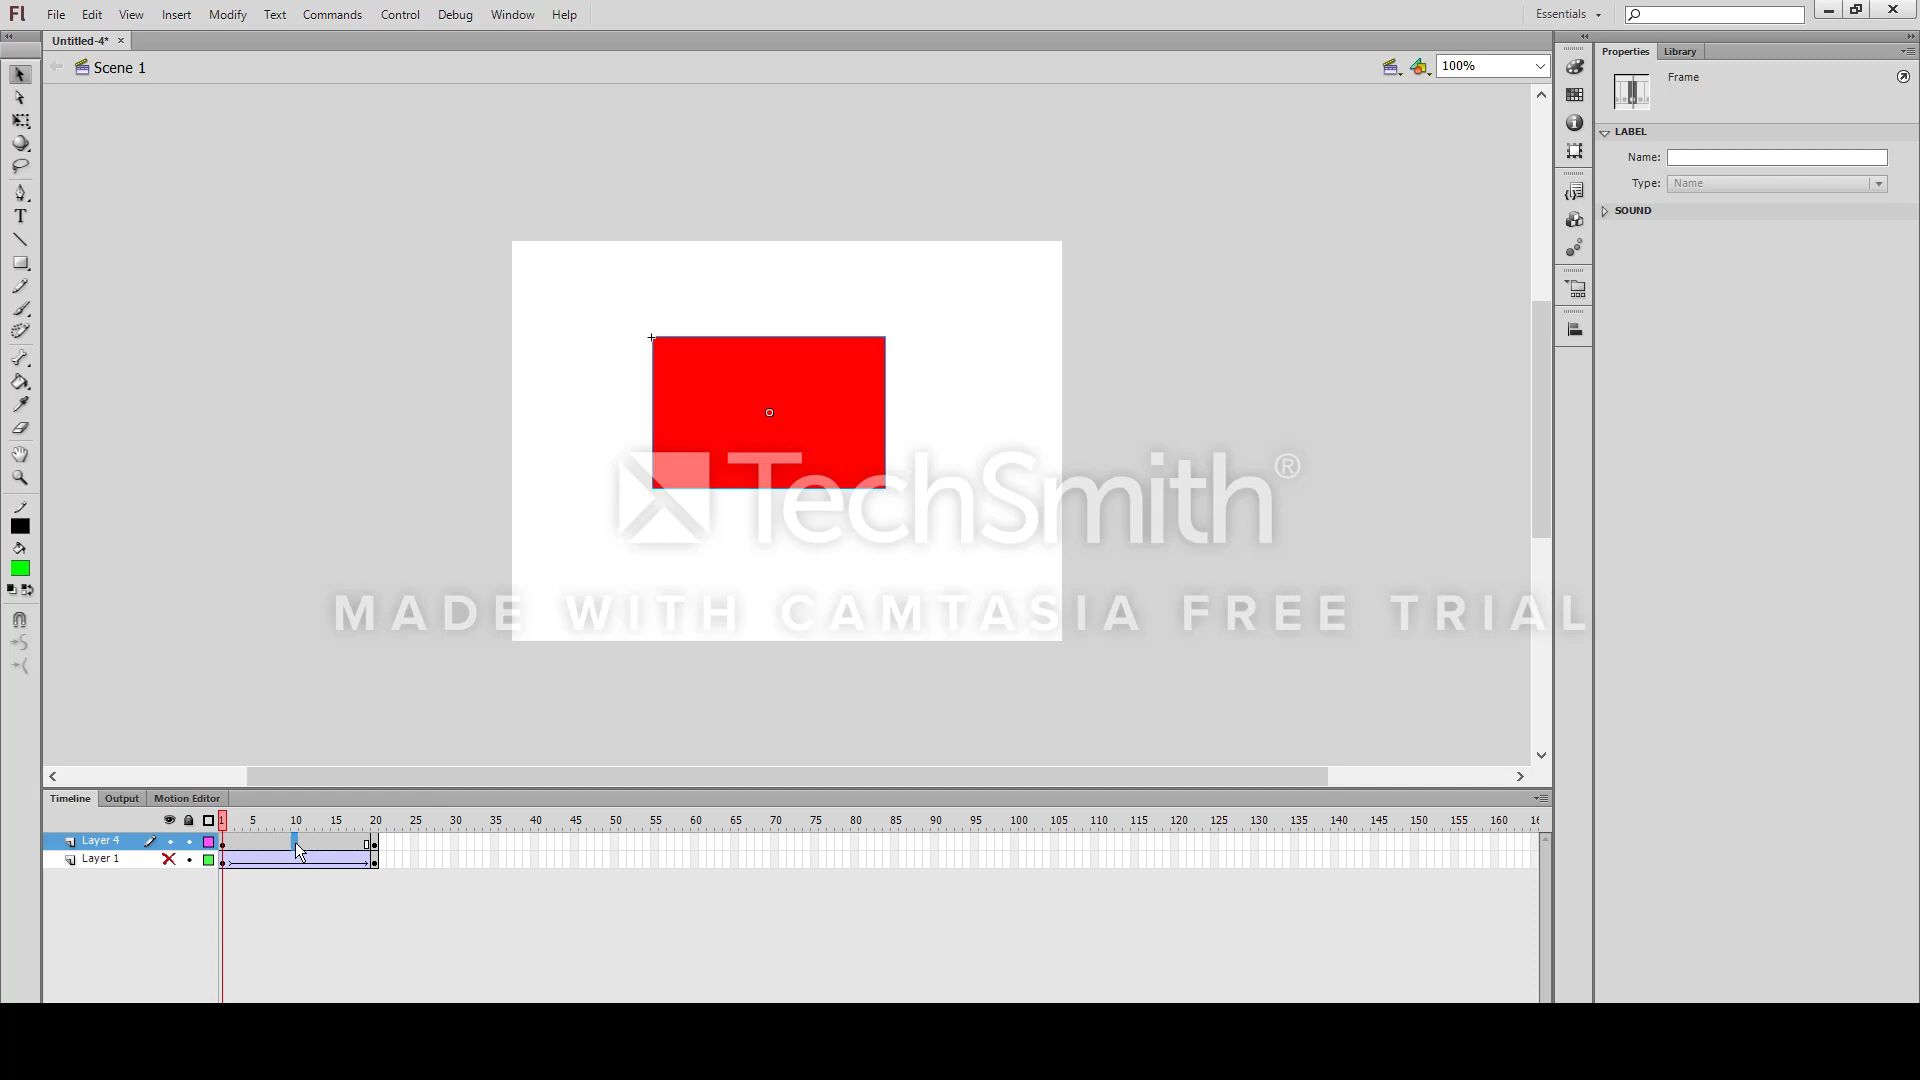 Fl File Edit View Insert Modify Text Commands Control Debug Window Help Essentials
Untitled-4* ×
Scene 1 100%
Properties Library
Frame
LABEL
Name:
Type: Name
SOUND
T
TechSmith®
MADE WITH CAMTASIA FREE TRIAL
Timeline Output Motion Editor
1 5 10 15 20 25 30 35 40 45 50 55 60 65 70 75 80 85 90 95 100 105 110 115 120 125 130 135 140 145 150 155 160 16
Layer 4
Layer 1